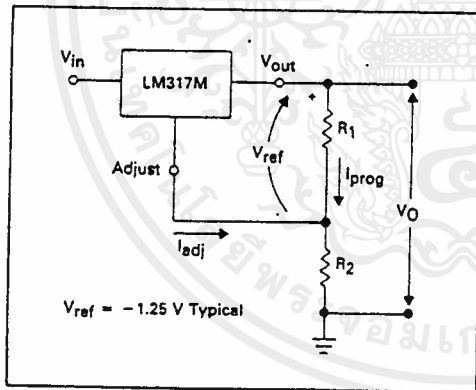 V_in
LM317M
V_out
+
R_1
Adjust
V_ref
I_prog
V_O
I_adj
R_2
V_ref = −1.25 V Typical